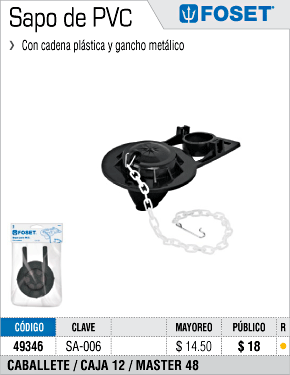 Sapo de PVC
FOSET®
› Con cadena plástica y gancho metálico
FOSET
CÓDIGO CLAVE MAYOREO PÚBLICO R
49346 SA-006 $ 14.50 $ 18
CABALLETE / CAJA 12 / MASTER 48